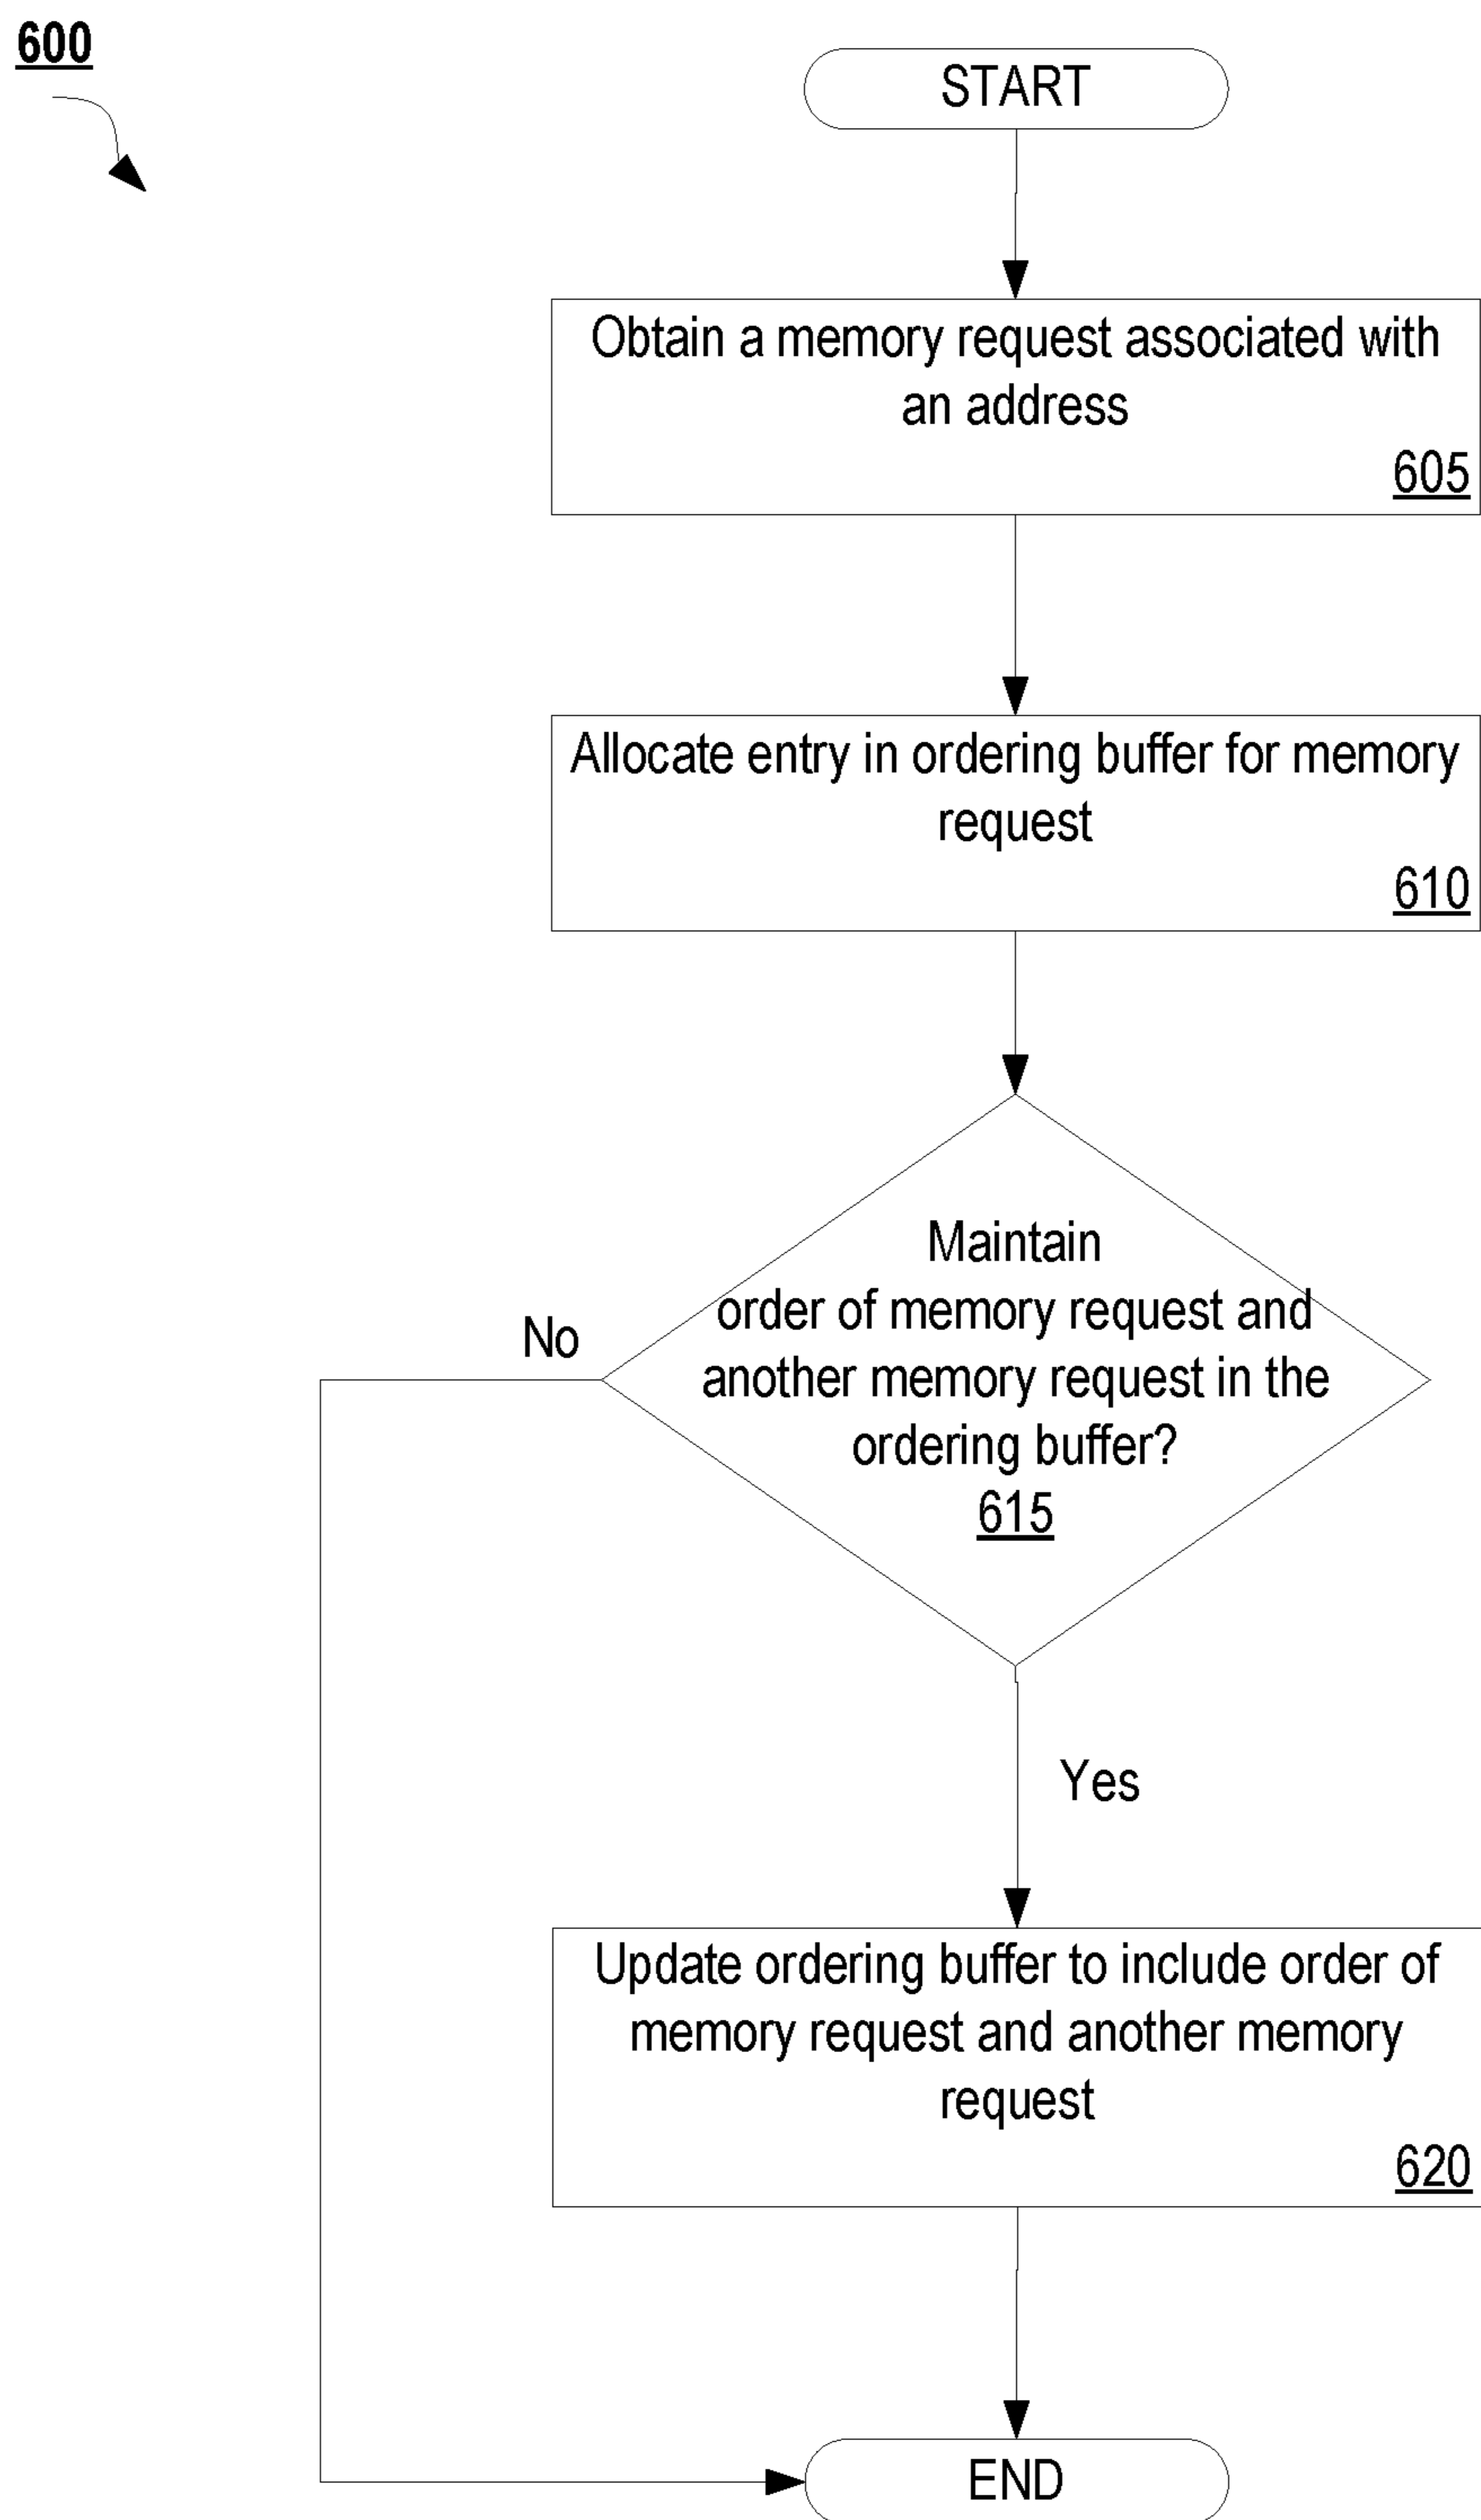 600
START
Obtain a memory request associated with
an address
605
Allocate entry in ordering buffer for memory
request
610
Maintain
order of memory request and
another memory request in the
ordering buffer?
615
No
Yes
Update ordering buffer to include order of
memory request and another memory
request
620
END